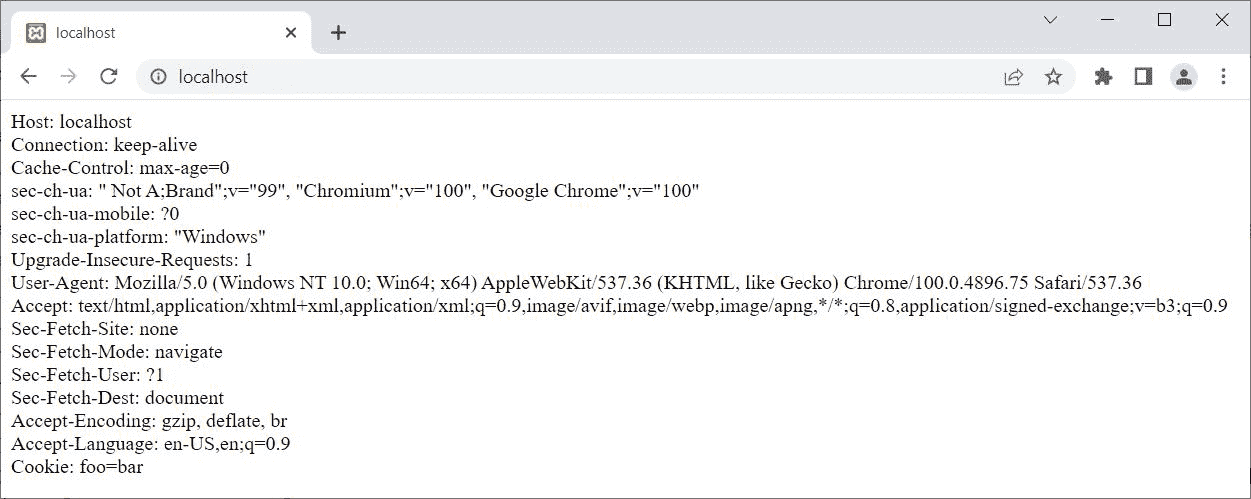 localhost
localhost
Host: localhost
Connection: keep-alive
Cache-Control: max-age=0
sec-ch-ua: " Not A;Brand";v="99", "Chromium";v="100", "Google Chrome";v="100"
sec-ch-ua-mobile: ?0
sec-ch-ua-platform: "Windows"
Upgrade-Insecure-Requests: 1
User-Agent: Mozilla/5.0 (Windows NT 10.0; Win64; x64) AppleWebKit/537.36 (KHTML, like Gecko) Chrome/100.0.4896.75 Safari/537.36
Accept: text/html,application/xhtml+xml,application/xml;q=0.9,image/avif,image/webp,image/apng,*/*;q=0.8,application/signed-exchange;v=b3;q=0.9
Sec-Fetch-Site: none
Sec-Fetch-Mode: navigate
Sec-Fetch-User: ?1
Sec-Fetch-Dest: document
Accept-Encoding: gzip, deflate, br
Accept-Language: en-US,en;q=0.9
Cookie: foo=bar